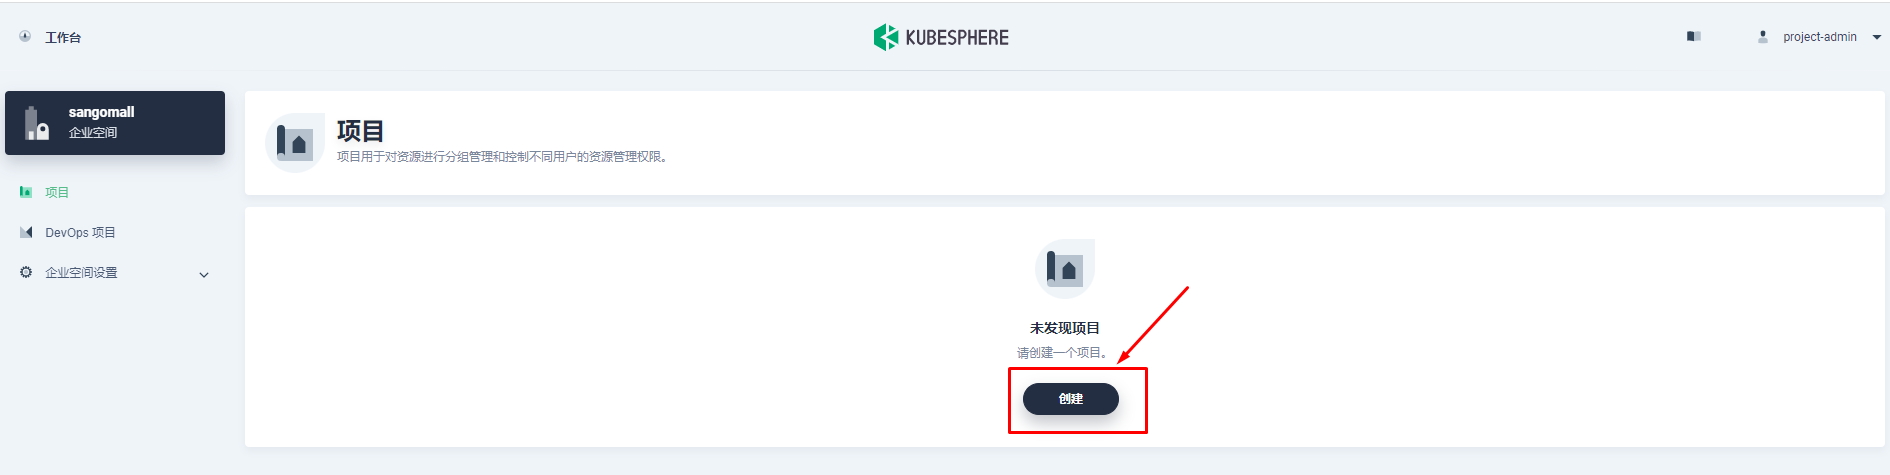 工作台
KUBESPHERE
project-admin
sangomall
企业空间
项目
DevOps 项目
企业空间设置
项目
项目用于对资源进行分组管理和控制不同用户的资源管理权限。
未发现项目
请创建一个项目。
创建